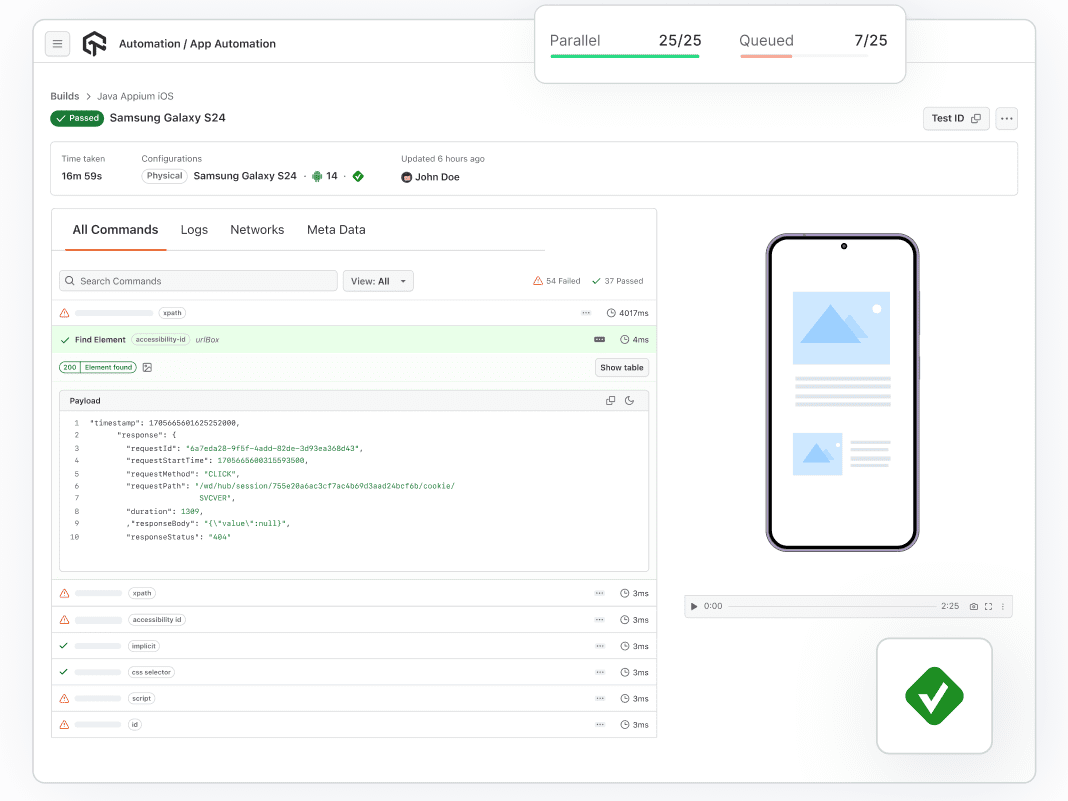 Parallel 25/25 Queued 7/25
Automation / App Automation
Builds > Java Appium iOS
Passed Samsung Galaxy S24
Test ID
Time taken Configurations Updated 6 hours ago
16m 59s Physical Samsung Galaxy S24 · 14 · John Doe
All Commands Logs Networks Meta Data
Search Commands View: All 54 Failed 37 Passed
xpath 4017ms
Find Element accessibility-id urlBox 4ms
200 Element found Show table
Payload
1 "timestamp": 1705665601625252000,
2 "response": {
3 "requestId": "6a7eda28-9f5f-4add-82de-3d93ea368d43",
4 "requestStartTime": 1705665600315593500,
5 "requestMethod": "CLICK",
6 "requestPath": "/wd/hub/session/755e20a6ac3cf7ac4b69d3aad24bcf6b/cookie/
7 SVCVER",
8 "duration": 1309,
9 ,"responseBody": "{\"value\":null}",
10 "responseStatus": "404"
xpath 3ms
accessibility id 3ms
implicit 3ms
css selector 3ms
script 3ms
id 3ms
0:00 2:25